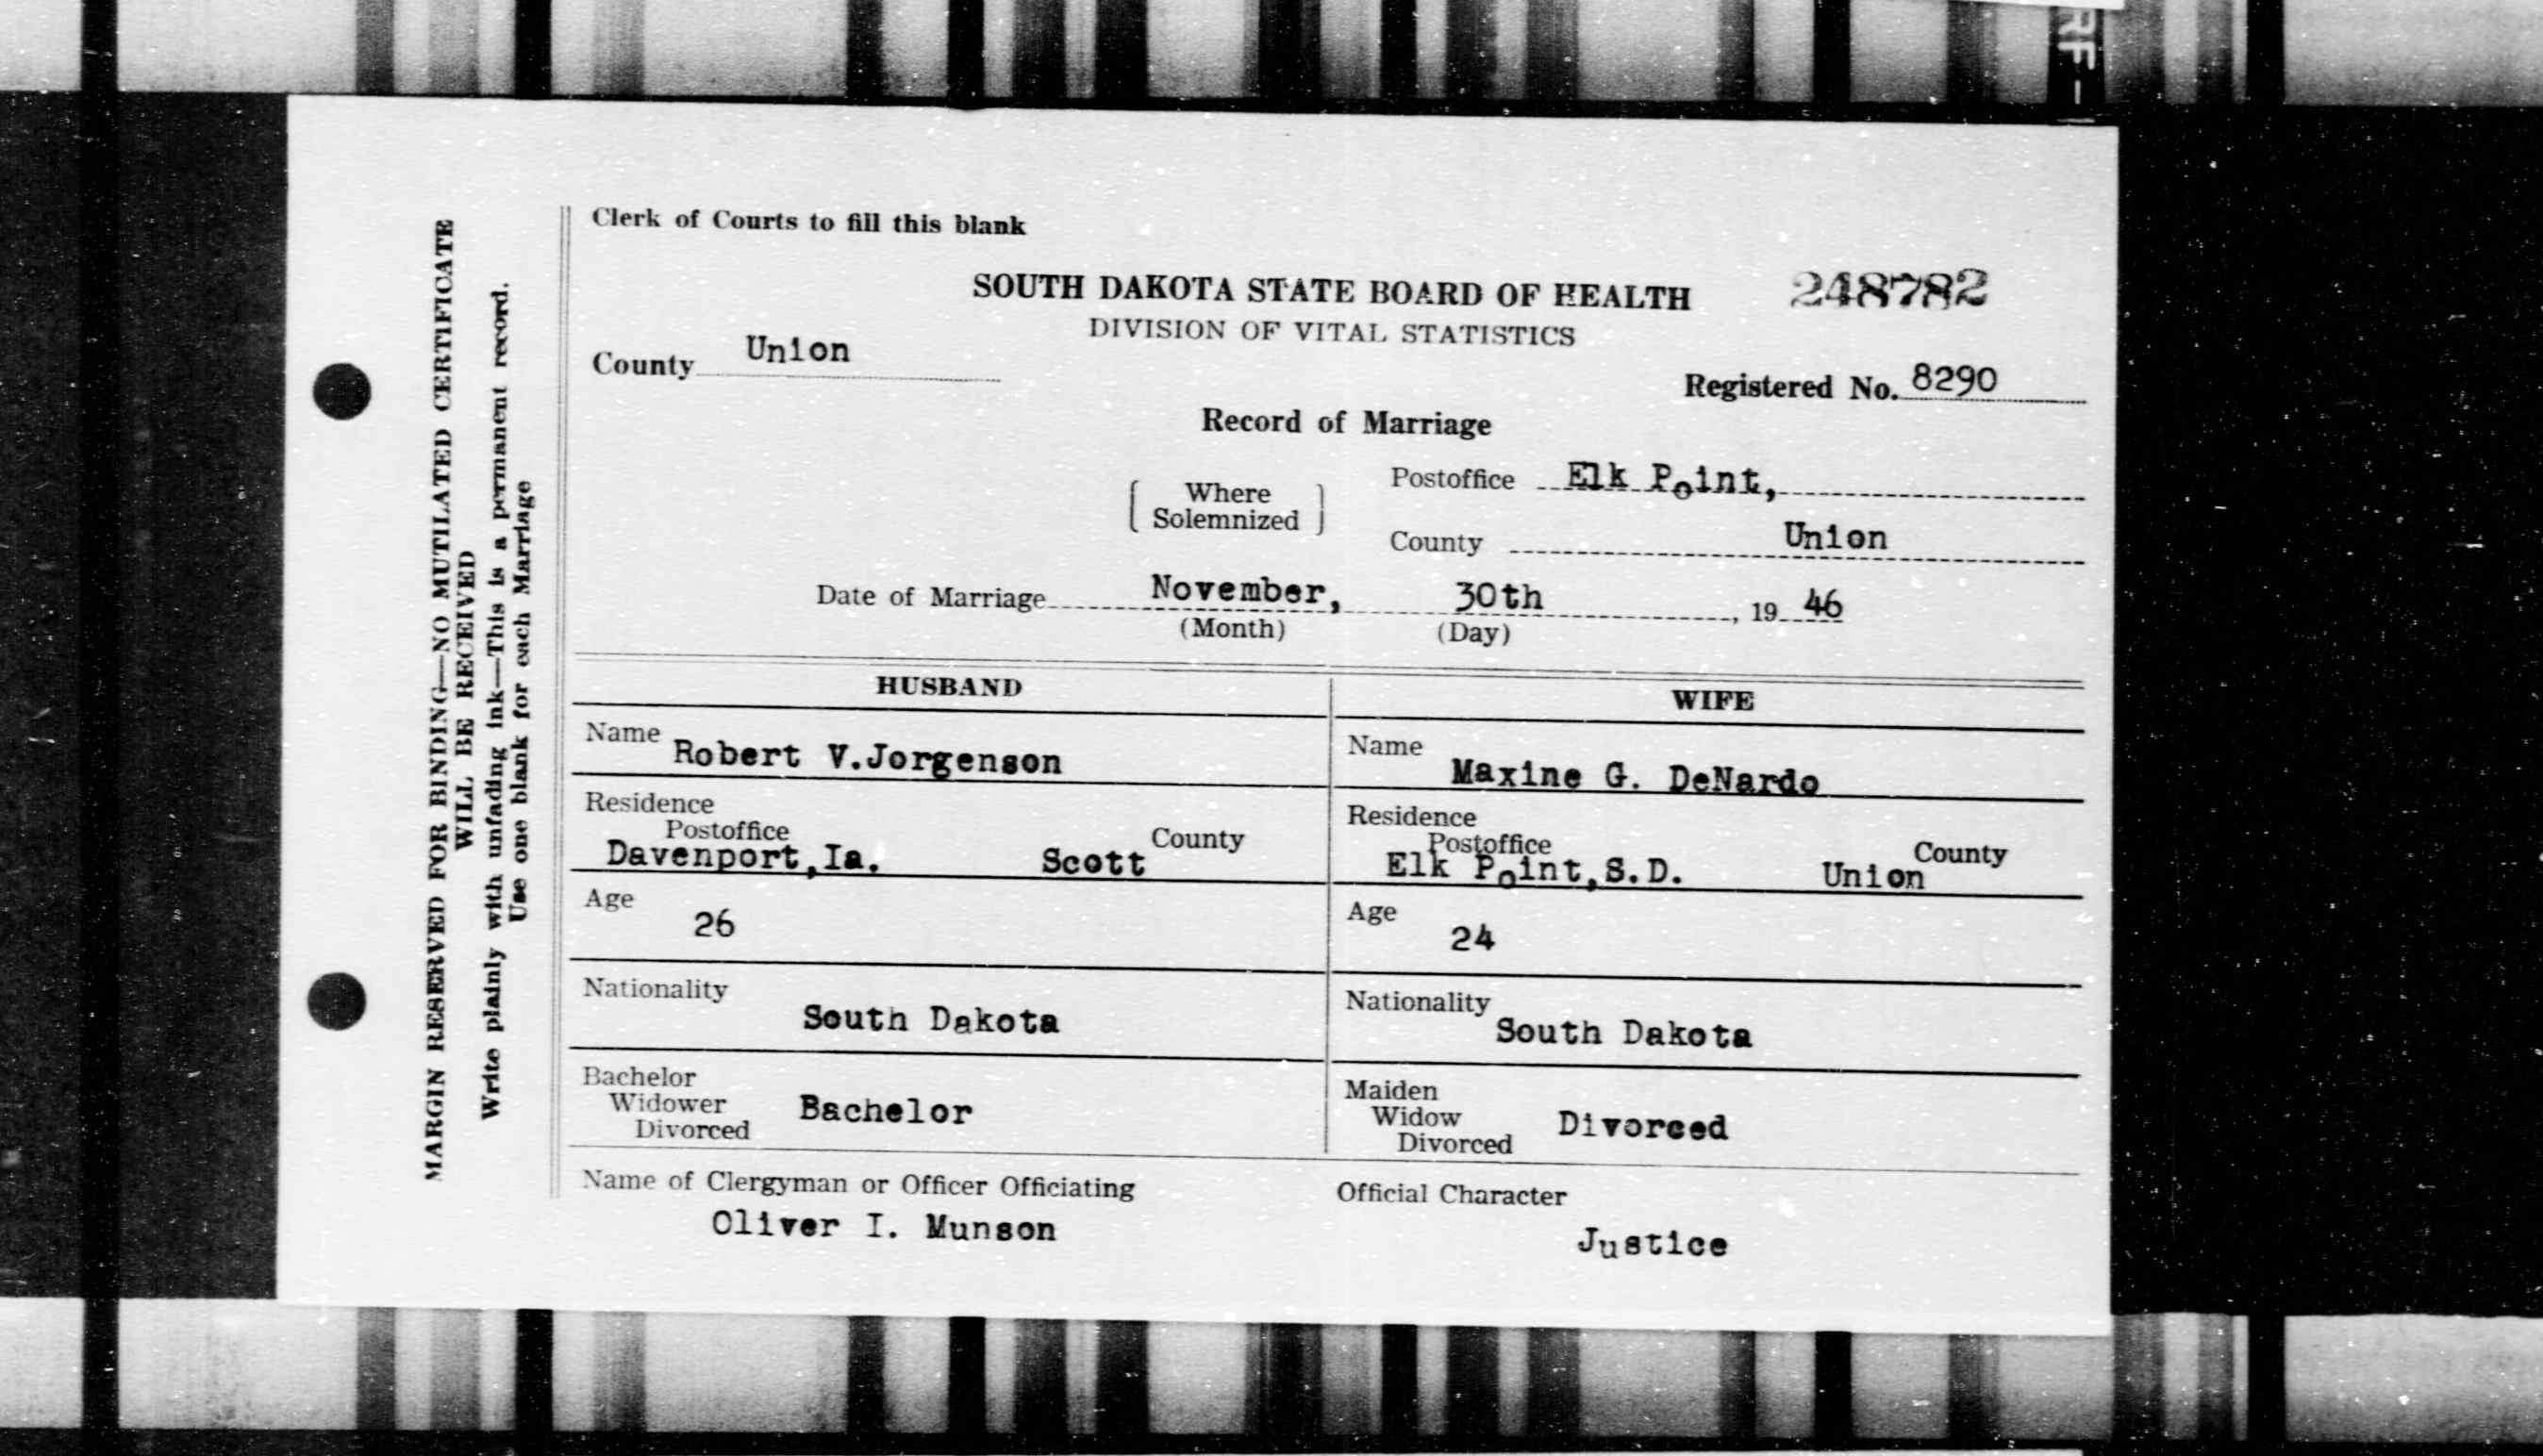 RF-1
Clerk of Courts to fill this blank
SOUTH DAKOTA STATE BOARD OF HEALTH 248782
DIVISION OF VITAL STATISTICS
County Union
Registered No. 8290
Record of Marriage
Where Solemnized
Postoffice Elk Point,
County Union
Date of Marriage November, 30th, 19 46
(Month) (Day)
HUSBAND WIFE
Name Robert V.Jorgenson
Name Maxine G. DeNardo
Residence
Postoffice County
Davenport,Ia. Scott
Residence
Postoffice County
Elk Point,S.D. Union
Age 26
Age 24
Nationality South Dakota
Nationality South Dakota
Bachelor
Widower Bachelor
Divorced
Maiden
Widow Divorced
Divorced
Name of Clergyman or Officer Officiating
Oliver I. Munson
Official Character
Justice
MARGIN RESERVED FOR BINDING—NO MUTILATED CERTIFICATE
WILL BE RECEIVED
Write plainly with unfading ink—This is a permanent record.
Use one blank for each Marriage